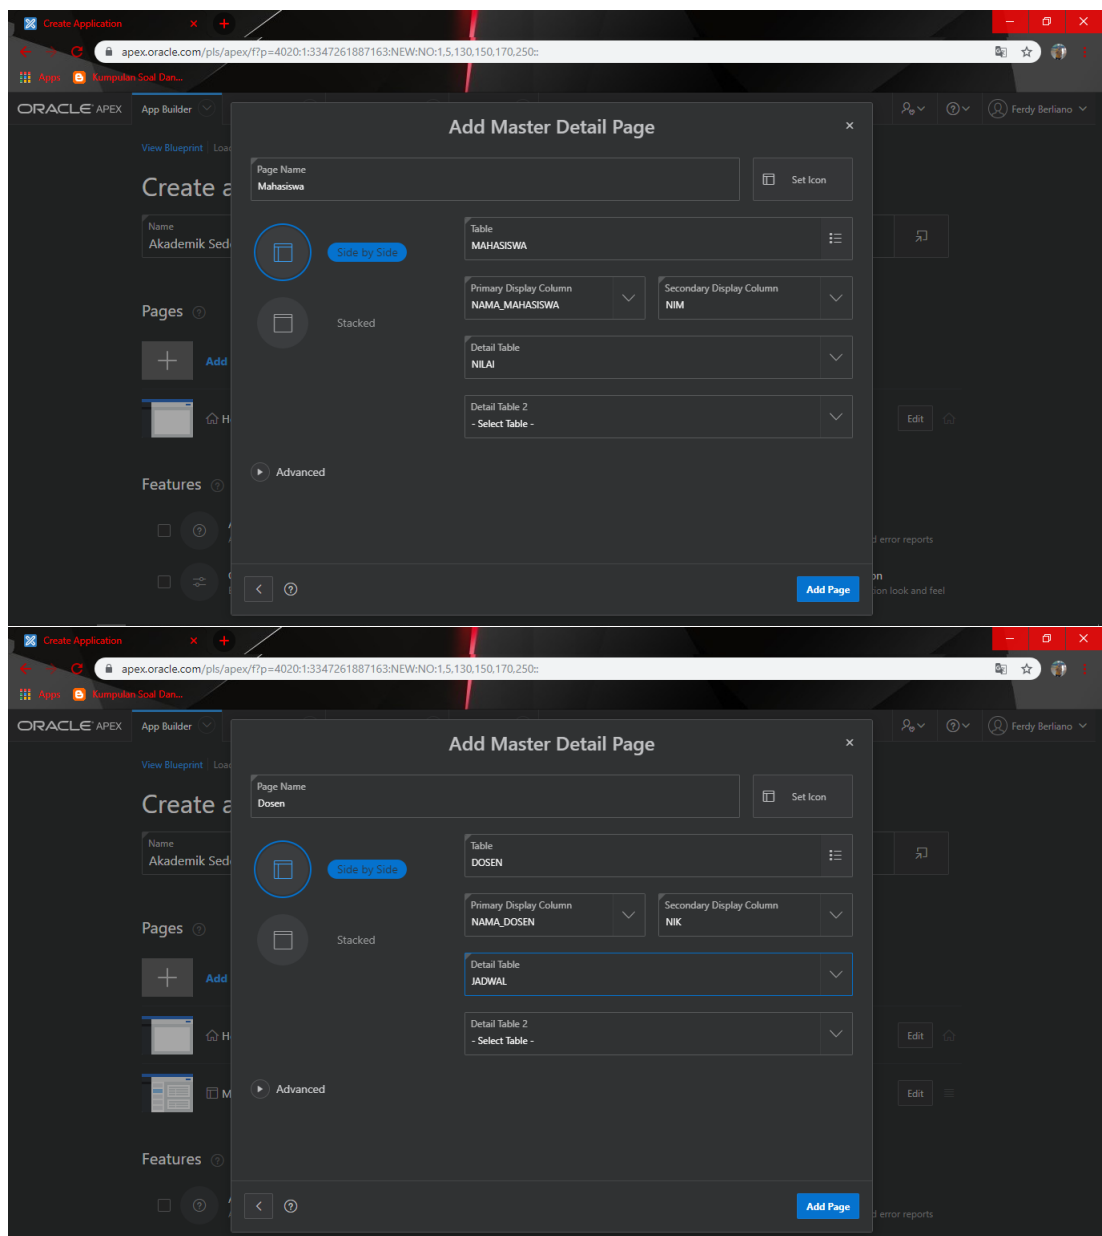 Create Application
apex.oracle.com/pls/apex/f?p=4020:1:3347261887163:NEW:NO:1,5,130,150,170,250::
Apps Kumpulan Soal Dan...
ORACLE APEX App Builder Ferdy Berliano
Add Master Detail Page
View Blueprint Loa
Page Name
Mahasiswa
Set Icon
Create a
Name
Akademik Sed
Side by Side
Table
MAHASISWA
Primary Display Column
NAMA_MAHASISWA
Secondary Display Column
NIM
Pages
Stacked
Detail Table
NILAI
Add
Detail Table 2
- Select Table -
H
Edit
Advanced
Features
d error reports
on
ion look and feel
Add Page
Create Application
apex.oracle.com/pls/apex/f?p=4020:1:3347261887163:NEW:NO:1,5,130,150,170,250::
Apps Kumpulan Soal Dan...
ORACLE APEX App Builder Ferdy Berliano
Add Master Detail Page
View Blueprint Loa
Page Name
Dosen
Set Icon
Create a
Name
Akademik Sed
Side by Side
Table
DOSEN
Primary Display Column
NAMA_DOSEN
Secondary Display Column
NIK
Pages
Stacked
Detail Table
JADWAL
Add
Detail Table 2
- Select Table -
H
Edit
Advanced
M
Edit
Features
Add Page
d error reports